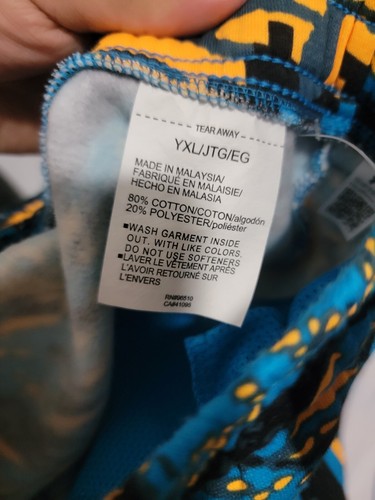 TEAR AWAY
YXL/JTG/EG
MADE IN MALAYSIA/
FABRIQUÉ EN MALAISIE/
HECHO EN MALASIA
80% COTTON/COTON/algodón
20% POLYESTER/poliéster
■WASH GARMENT INSIDE
OUT. WITH LIKE COLORS.
DO NOT USE SOFTENERS
■LAVER LE VÊTEMENT APRÈS
L'AVOIR RETOURNÉ SUR
L'ENVERS
CA#41095